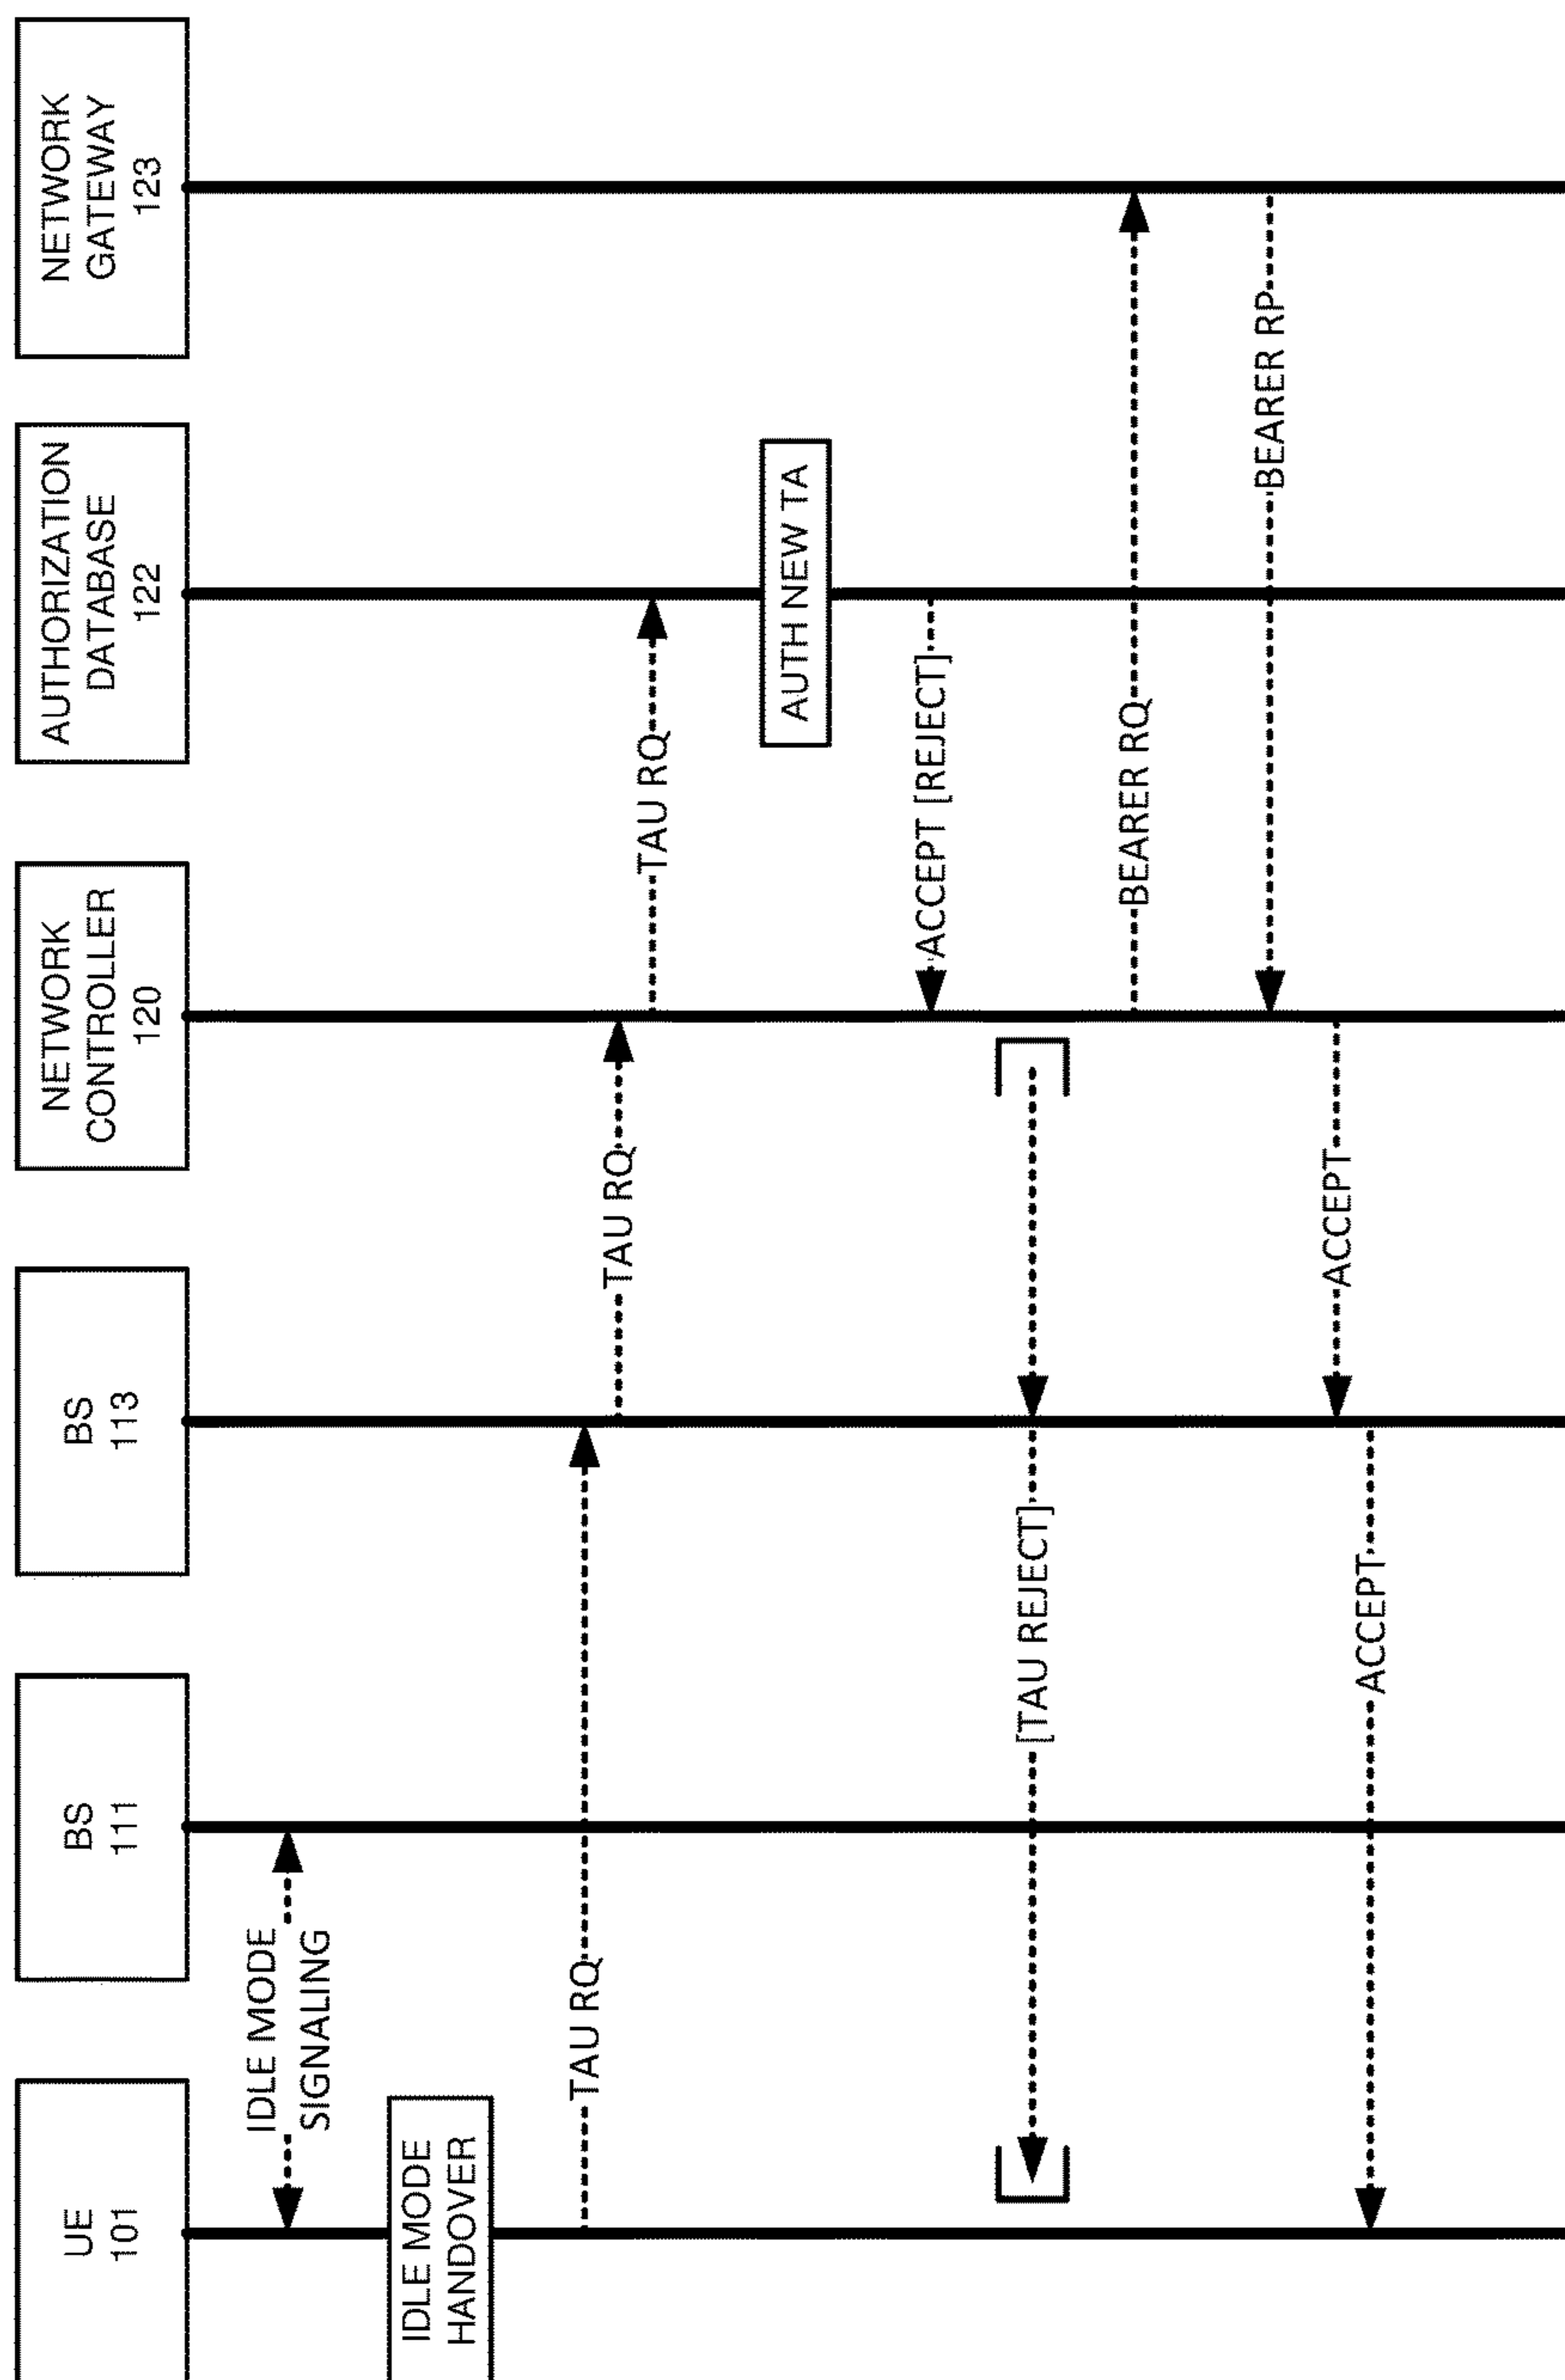 UE
101
BS
111
BS
113
NETWORK
CONTROLLER
120
AUTHORIZATION
DATABASE
122
NETWORK
GATEWAY
123
IDLE MODE
SIGNALING
IDLE MODE
HANDOVER
TAU RQ
TAU RQ
TAU RQ
AUTH NEW TA
ACCEPT [REJECT]
[TAU REJECT]
BEARER RQ
BEARER RP
ACCEPT
ACCEPT